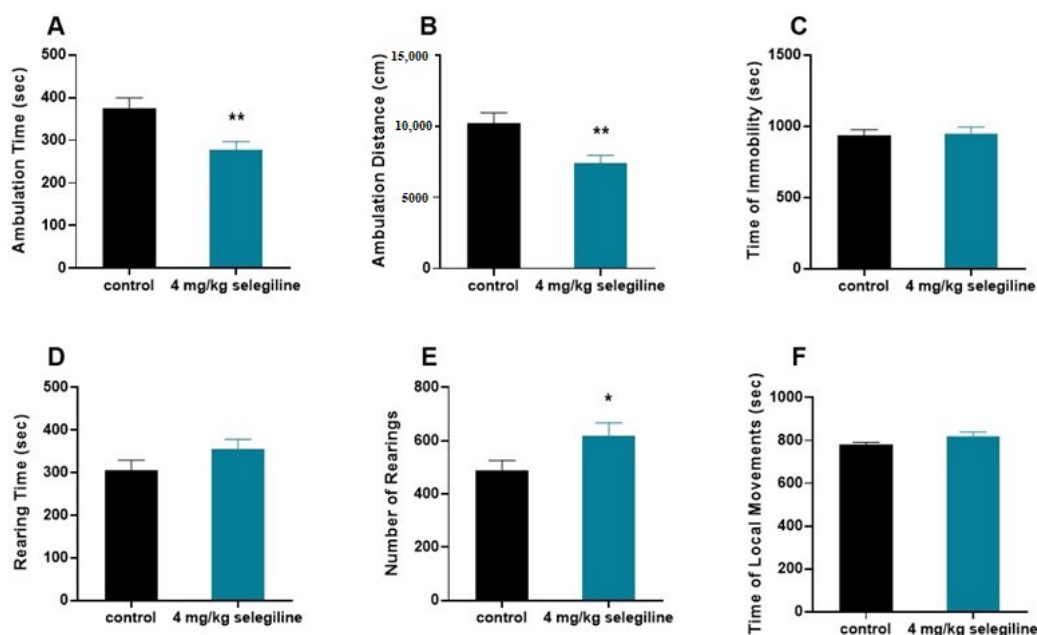 A
Ambulation Time (sec)
500
400
300
200
100
0
**
control
4 mg/kg selegiline
B
Ambulation Distance (cm)
15,000
10,000
5000
0
**
control
4 mg/kg selegiline
C
Time of Immobility (sec)
1500
1000
500
0
control
4 mg/kg selegiline
D
Rearing Time (sec)
500
400
300
200
100
0
control
4 mg/kg selegiline
E
Number of Rearings
800
600
400
200
0
*
control
4 mg/kg selegiline
F
Time of Local Movements (sec)
1000
800
600
400
200
0
control
4 mg/kg selegiline